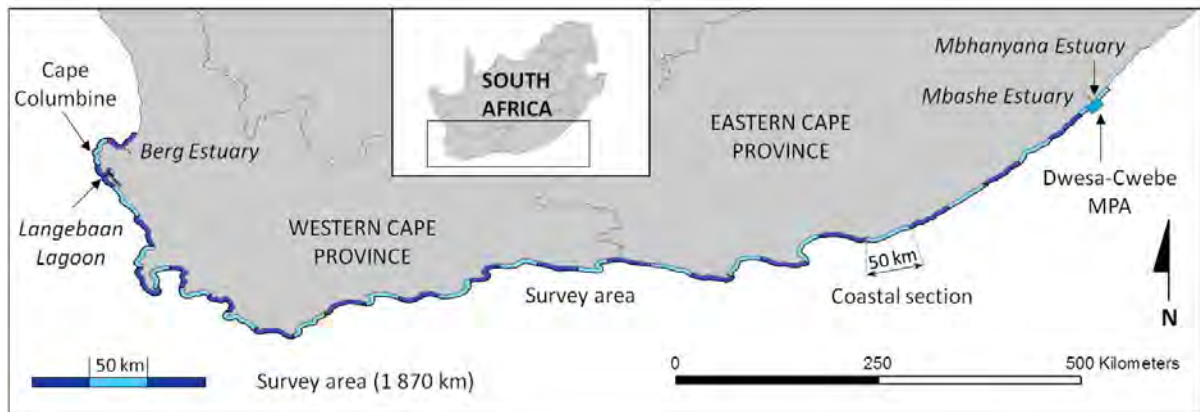 Cape
Columbine
Berg Estuary
Langebaan
Lagoon
WESTERN CAPE
PROVINCE
SOUTH
AFRICA
EASTERN CAPE
PROVINCE
Mbhanyana Estuary
Mbashe Estuary
Dwesa-Cwebe
MPA
50 km
Coastal section
Survey area
N
50 km
Survey area (1 870 km)
0 250 500 Kilometers